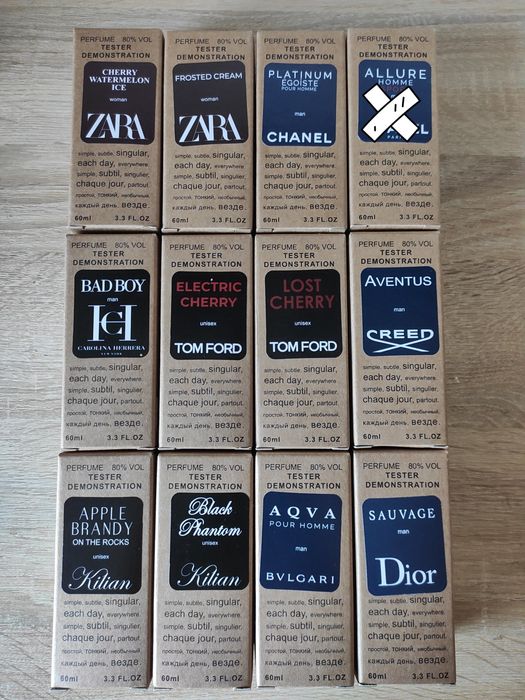 PERFUME 80% VOL
TESTER
DEMONSTRATION
CHERRY
WATERMELON
ICE
woman
ZARA
simple, subtle, singular,
each day, everywhere.
simple, subtil, singulier,
chaque jour, partout.
простой, тонкий, необычный,
каждый день, везде.
60ml 3.3 FL.OZ
PERFUME 80% VOL
TESTER
DEMONSTRATION
FROSTED CREAM
woman
ZARA
simple, subtle, singular,
each day, everywhere.
simple, subtil, singulier,
chaque jour, partout.
простой, тонкий, необычный,
каждый день, везде.
60ml 3.3 FL.OZ
PERFUME 80% VOL
TESTER
DEMONSTRATION
PLATINUM
ÉGOÏSTE
POUR HOMME
man
CHANEL
simple, subtle, singular,
each day, everywhere.
simple, subtil, singulier,
chaque jour, partout.
простой, тонкий, необычный,
каждый день, везде.
60ml 3.3 FL.OZ
PERFUME 80% VOL
TESTER
DEMONSTRATION
ALLURE
HOMME
simple, subtle, singular,
each day, everywhere.
simple, subtil, singulier,
chaque jour, partout.
простой, тонкий, необычный,
каждый день, везде.
60ml 3.3 FL.OZ
PERFUME 80% VOL
TESTER
DEMONSTRATION
BAD BOY
man
CH
CAROLINA HERRERA
NEW YORK
simple, subtle, singular,
each day, everywhere.
simple, subtil, singulier,
chaque jour, partout.
простой, тонкий, необычный,
каждый день, везде.
60ml 3.3 FL.OZ
PERFUME 80% VOL
TESTER
DEMONSTRATION
ELECTRIC
CHERRY
unisex
TOM FORD
simple, subtle, singular,
each day, everywhere.
simple, subtil, singulier,
chaque jour, partout.
простой, тонкий, необычный,
каждый день, везде.
60ml 3.3 FL.OZ
PERFUME 80% VOL
TESTER
DEMONSTRATION
LOST
CHERRY
unisex
TOM FORD
simple, subtle, singular,
each day, everywhere.
simple, subtil, singulier,
chaque jour, partout.
простой, тонкий, необычный,
каждый день, везде.
60ml 3.3 FL.OZ
PERFUME 80% VOL
TESTER
DEMONSTRATION
AVENTUS
man
CREED
simple, subtle, singular,
each day, everywhere.
simple, subtil, singulier,
chaque jour, partout.
простой, тонкий, необычный,
каждый день, везде.
60ml 3.3 FL.OZ
PERFUME 80% VOL
TESTER
DEMONSTRATION
APPLE
BRANDY
ON THE ROCKS
unisex
Kilian
simple, subtle, singular,
each day, everywhere.
simple, subtil, singulier,
chaque jour, partout.
простой, тонкий, необычный,
каждый день, везде.
60ml 3.3 FL.OZ
PERFUME 80% VOL
TESTER
DEMONSTRATION
Black
Phantom
unisex
Kilian
simple, subtle, singular,
each day, everywhere.
simple, subtil, singulier,
chaque jour, partout.
простой, тонкий, необычный,
каждый день, везде.
60ml 3.3 FL.OZ
PERFUME 80% VOL
TESTER
DEMONSTRATION
AQVA
POUR HOMME
man
BVLGARI
simple, subtle, singular,
each day, everywhere.
simple, subtil, singulier,
chaque jour, partout.
простой, тонкий, необычный,
каждый день, везде.
60ml 3.3 FL.OZ
PERFUME 80% VOL
TESTER
DEMONSTRATION
SAUVAGE
man
Dior
simple, subtle, singular,
each day, everywhere.
simple, subtil, singulier,
chaque jour, partout.
простой, тонкий, необычный,
каждый день, везде.
60ml 3.3 FL.OZ